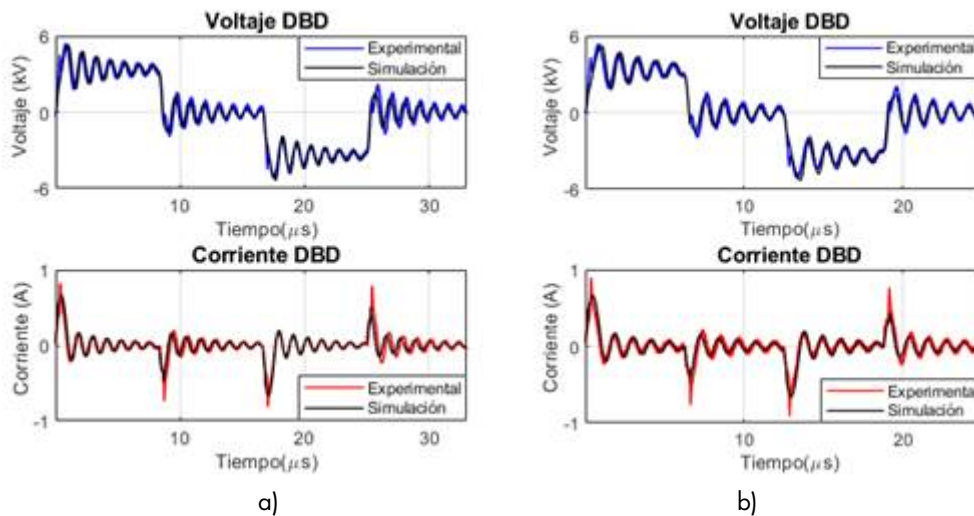 Voltaje DBD
6
0
-6
Voltaje (kV)
Experimental
Simulación
10
20
30
Tiempo(μs)
Corriente DBD
1
0
-1
Corriente (A)
Experimental
Simulación
10
20
30
Tiempo(μs)
a)
Voltaje DBD
6
0
-6
Voltaje (kV)
Experimental
Simulación
10
20
Tiempo(μs)
Corriente DBD
1
0
-1
Corriente (A)
Experimenta
Simulación
10
20
Tiempo(μs)
b)